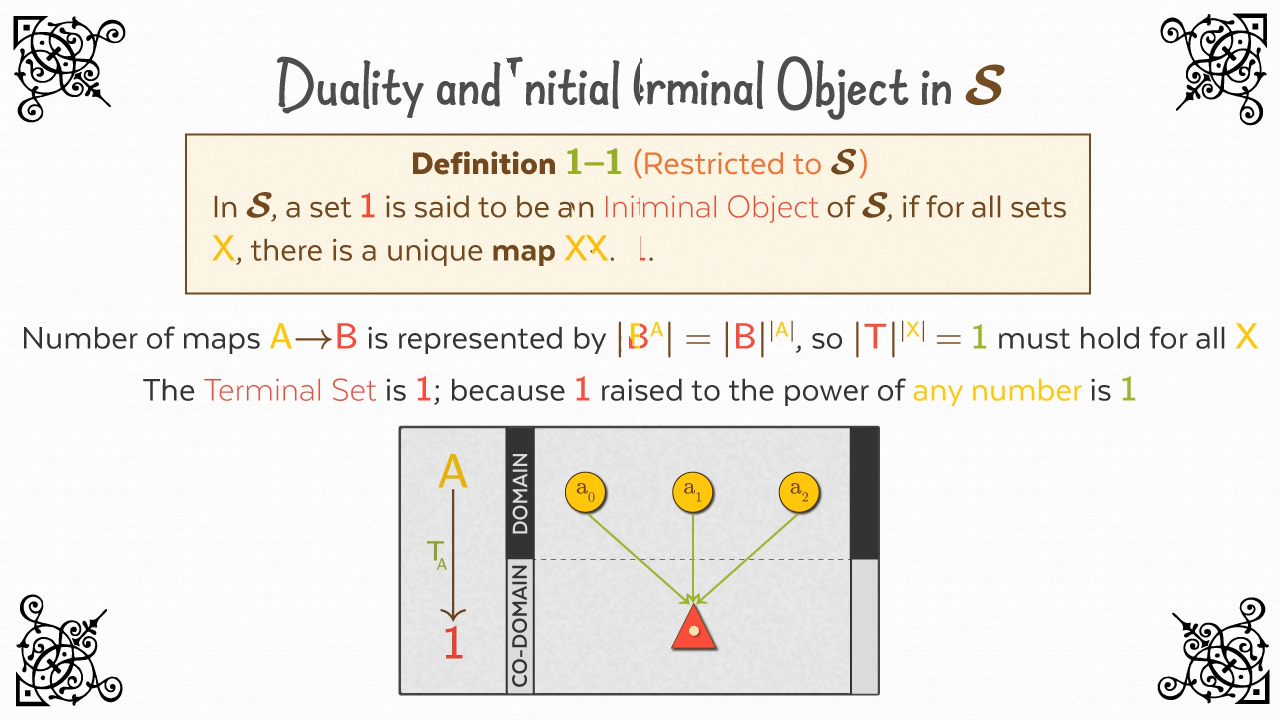 Duality and Object in 𝓢
Definition 1–1 (Restricted to 𝓢)
In 𝓢, a set 1 is said to be an Object of 𝓢, if for all sets
X, there is a unique map
Number of maps A→B is represented by |Bᴬ| = |B|^|A|, so |T|^|X| = 1 must hold for all X
The Terminal Set is 1; because 1 raised to the power of any number is 1
A
T_A
1
DOMAIN
CO-DOMAIN
a₀ a₁ a₂